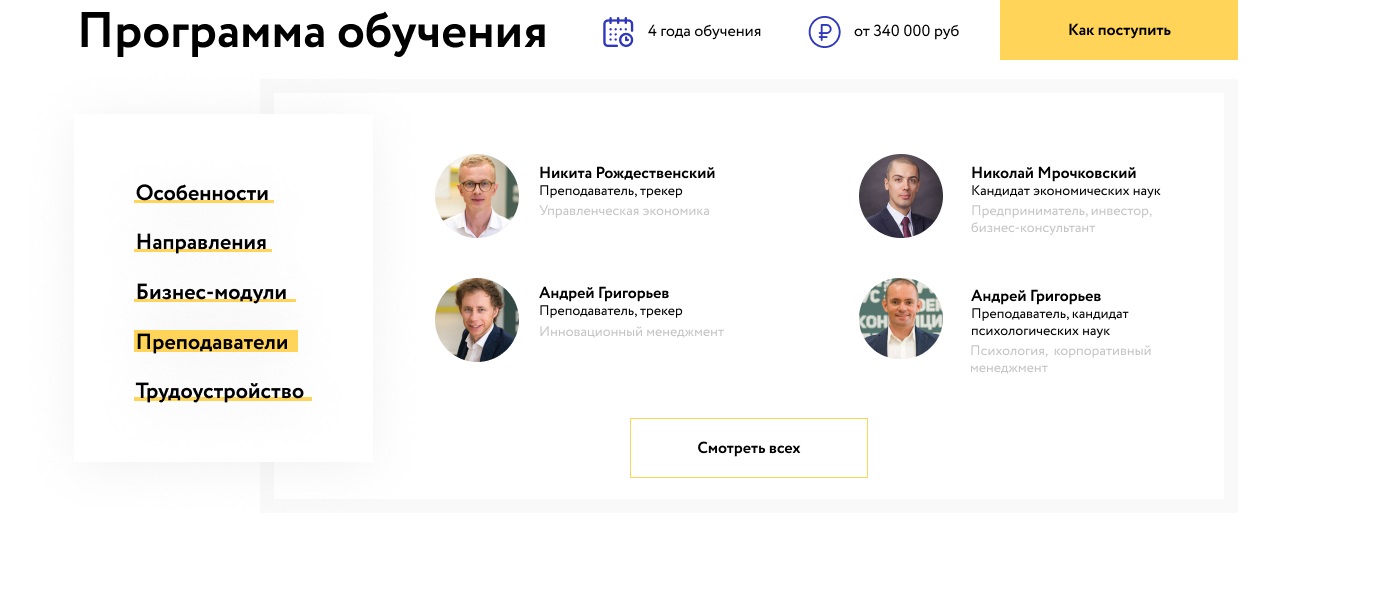 Программа обучения
4 года обучения
от 340 000 руб
Как поступить
Особенности
Направления
Бизнес-модули
Преподаватели
Трудоустройство
Никита Рождественский
Преподаватель, трекер
Управленческая экономика
Николай Мрочковский
Кандидат экономических наук
Предприниматель, инвестор,
бизнес-консультант
Андрей Григорьев
Преподаватель, трекер
Инновационный менеджмент
Андрей Григорьев
Преподаватель, кандидат
психологических наук
Психология, корпоративный
менеджмент
Смотреть всех